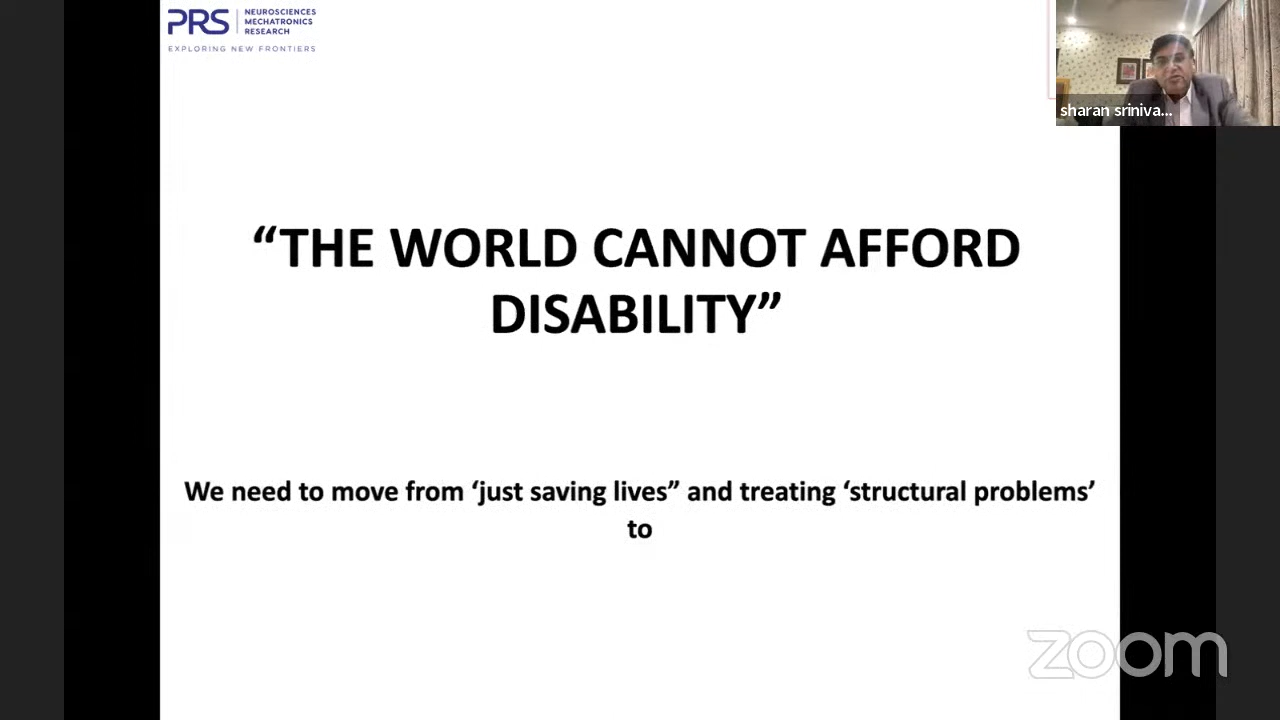 PRS
NEUROSCIENCES
MECHATRONICS
RESEARCH
EXPLORING NEW FRONTIERS
sharan sriniva...
“THE WORLD CANNOT AFFORD
DISABILITY”
We need to move from ‘just saving lives” and treating ‘structural problems’
to
zoom